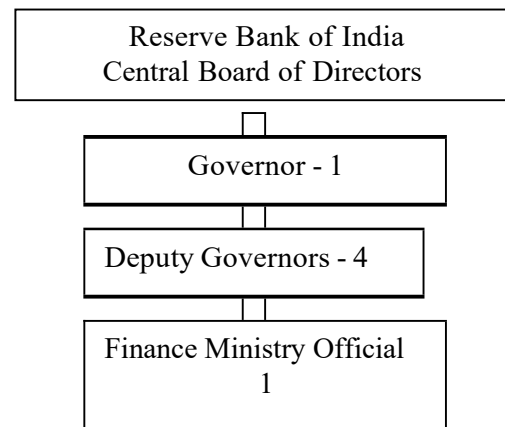 Reserve Bank of India
Central Board of Directors
Governor - 1
Deputy Governors - 4
Finance Ministry Official
1